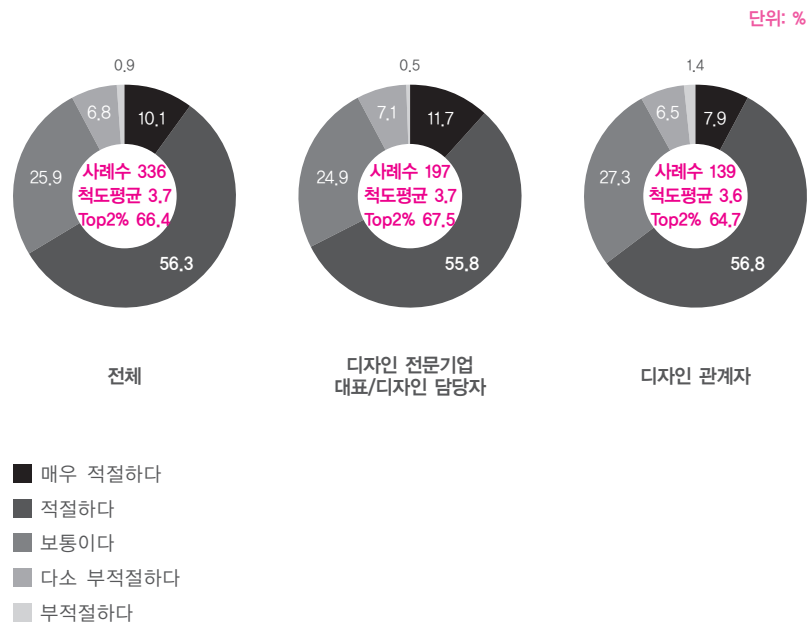 단위: %
0.9
6.8
10.1
25.9
사례수 336
척도평균 3.7
Top2% 66.4
56.3
전체
0.5
7.1
11.7
24.9
사례수 197
척도평균 3.7
Top2% 67.5
55.8
디자인 전문기업
대표/디자인 담당자
1.4
6.5
7.9
27.3
사례수 139
척도평균 3.6
Top2% 64.7
56.8
디자인 관계자
매우 적절하다
적절하다
보통이다
다소 부적절하다
부적절하다